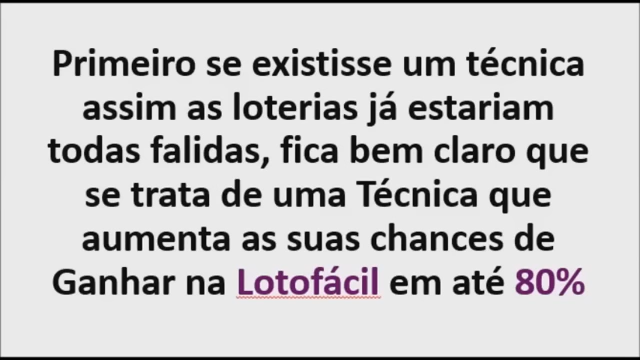 Primeiro se existisse um técnica
assim as loterias já estariam
todas falidas, fica bem claro que
se trata de uma Técnica que
aumenta as suas chances de
Ganhar na Lotofácil em até 80%